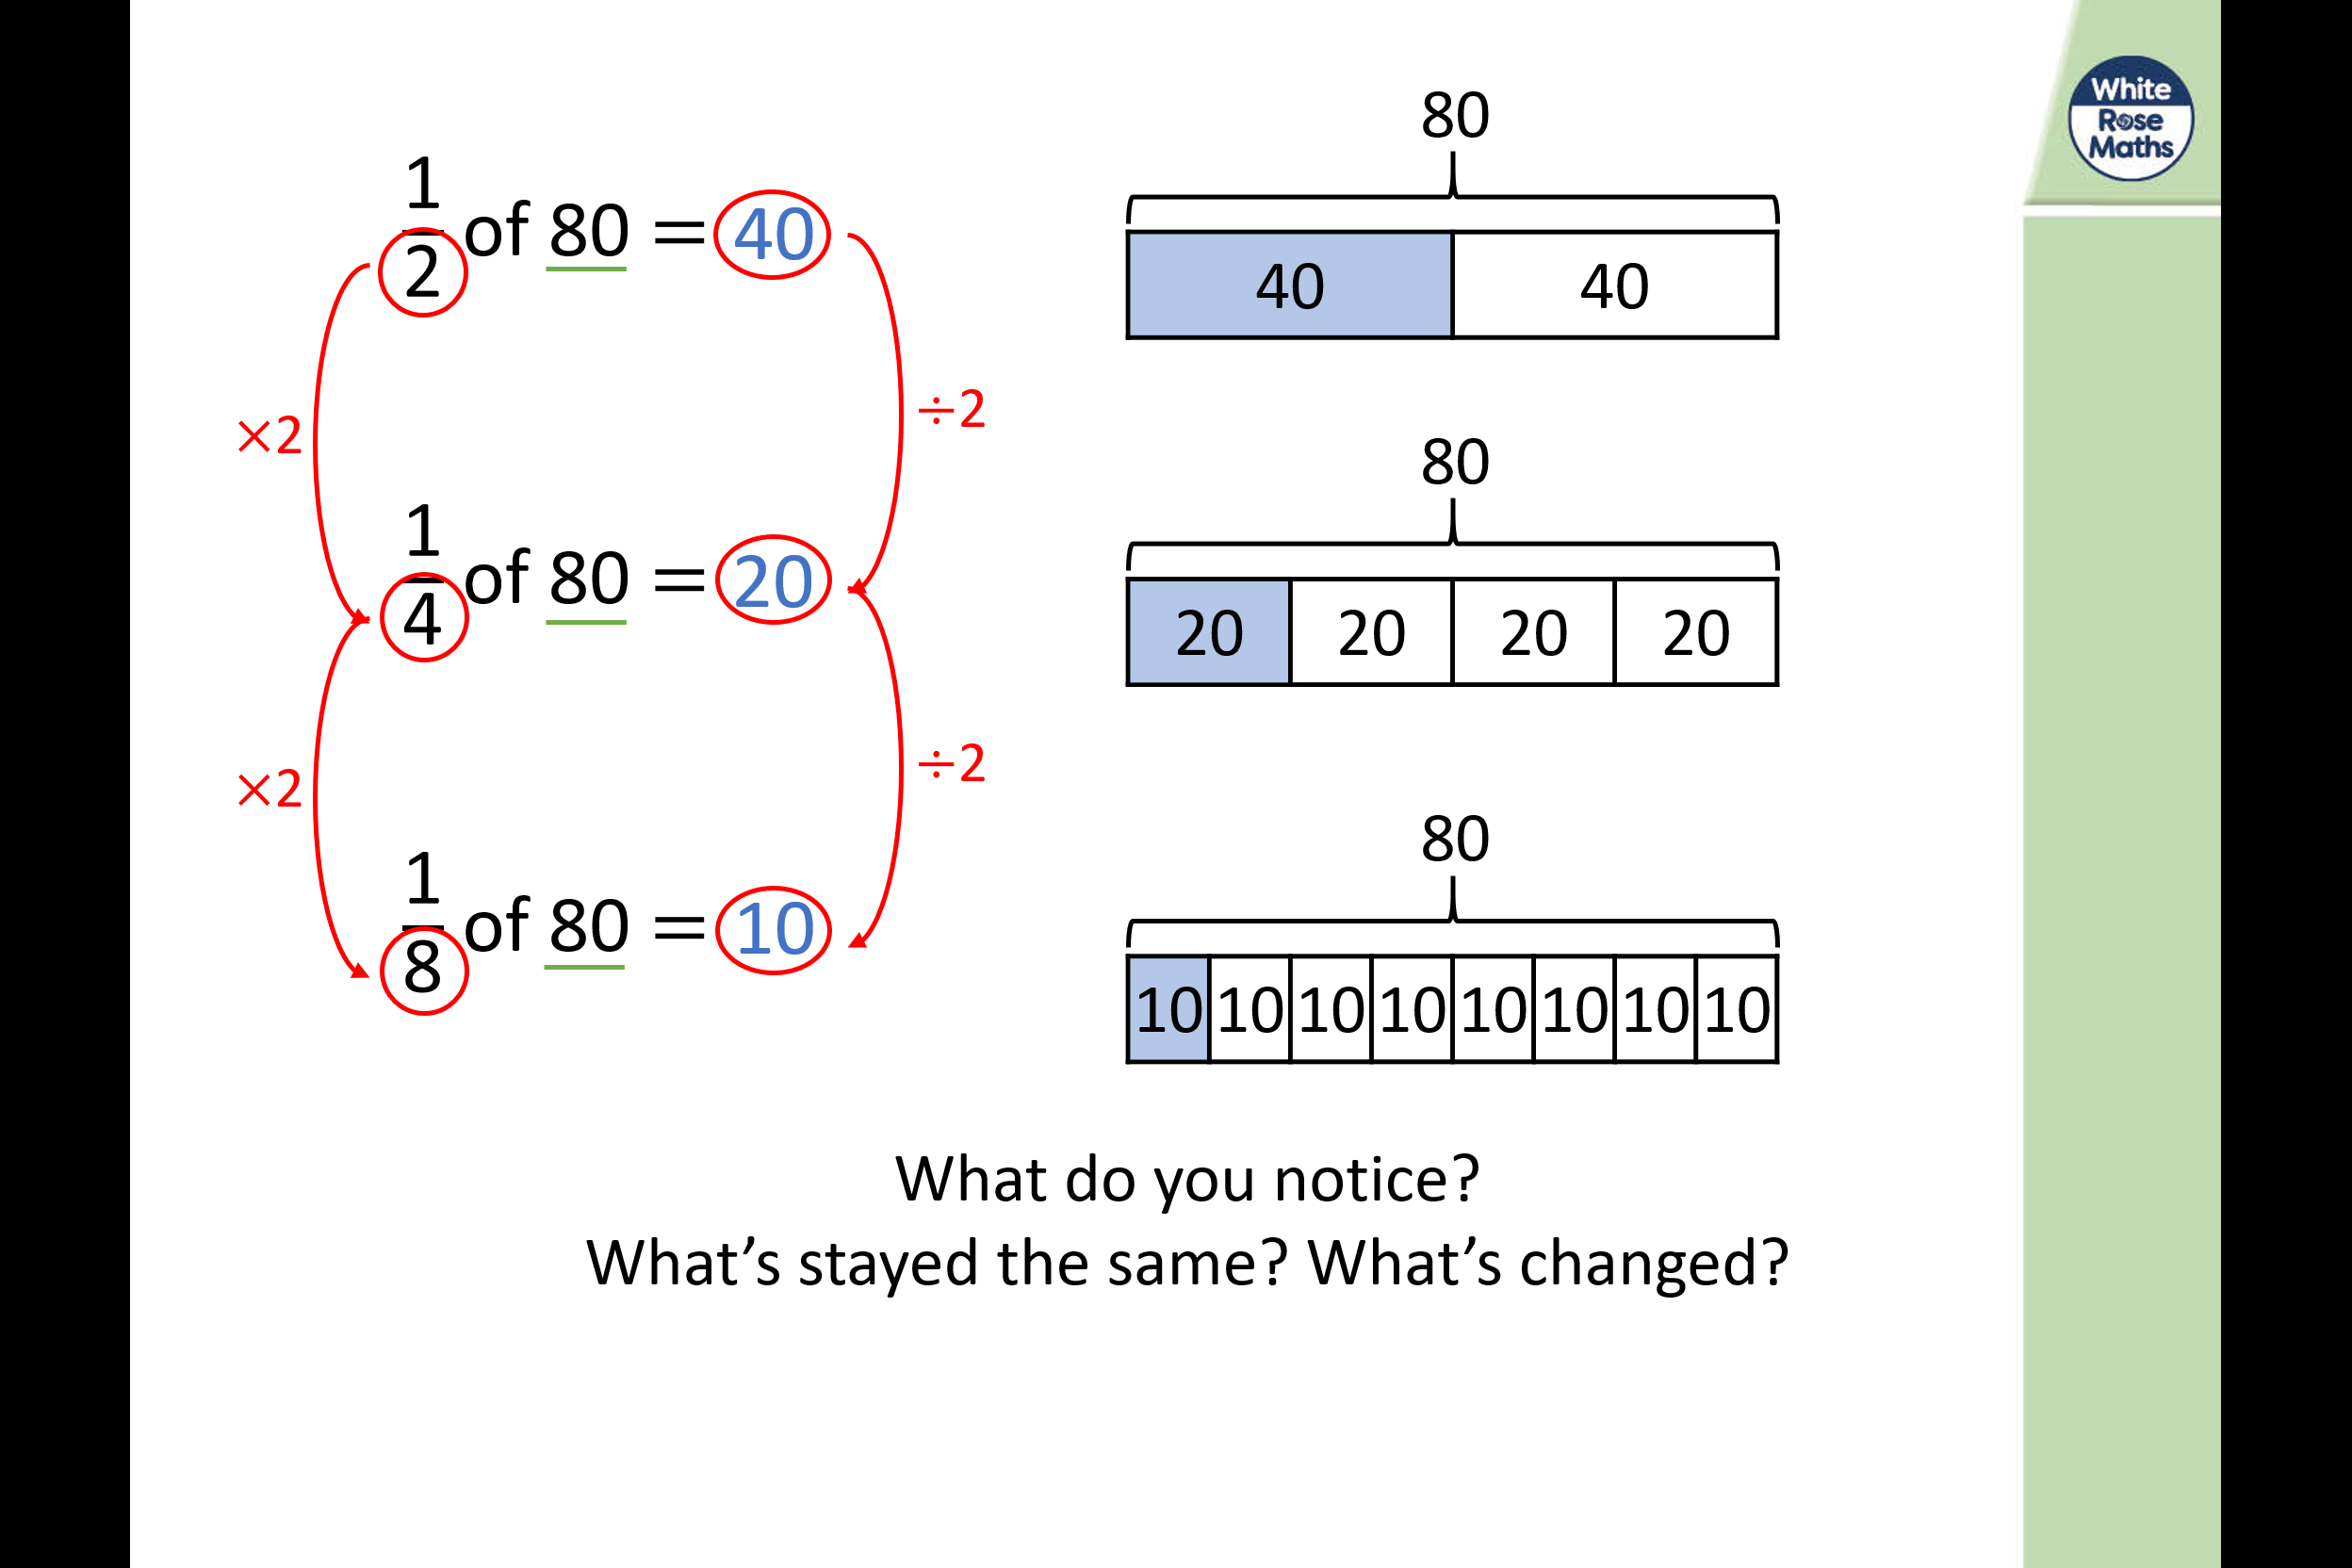 1/2 of 80 = 40
×2
÷2
1/4 of 80 = 20
×2
÷2
1/8 of 80 = 10
80
40 40
80
20 20 20 20
80
10 10 10 10 10 10 10 10
What do you notice?
What's stayed the same? What's changed?
White
Rose
Maths